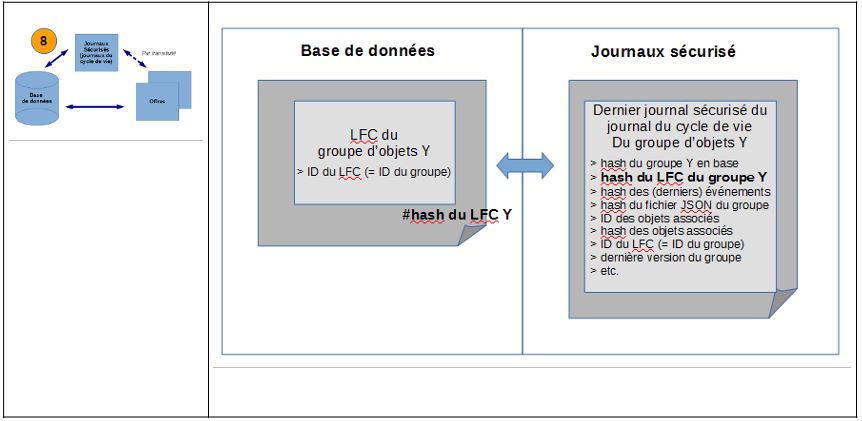 8
Journaux
Sécurisés
(journaux du
cycle de vie)
Par transitivité
Base
de données
Offres
Base de données
LFC du
groupe d'objets Y
> ID du LFC (= ID du groupe)
#hash du LFC Y
Journaux sécurisé
Dernier journal sécurisé du
journal du cycle de vie
Du groupe d'objets Y
> hash du groupe Y en base
> hash du LFC du groupe Y
> hash des (derniers) événements
> hash du fichier JSON du groupe
> ID des objets associés
> hash des objets associés
> ID du LFC (= ID du groupe)
> dernière version du groupe
> etc.